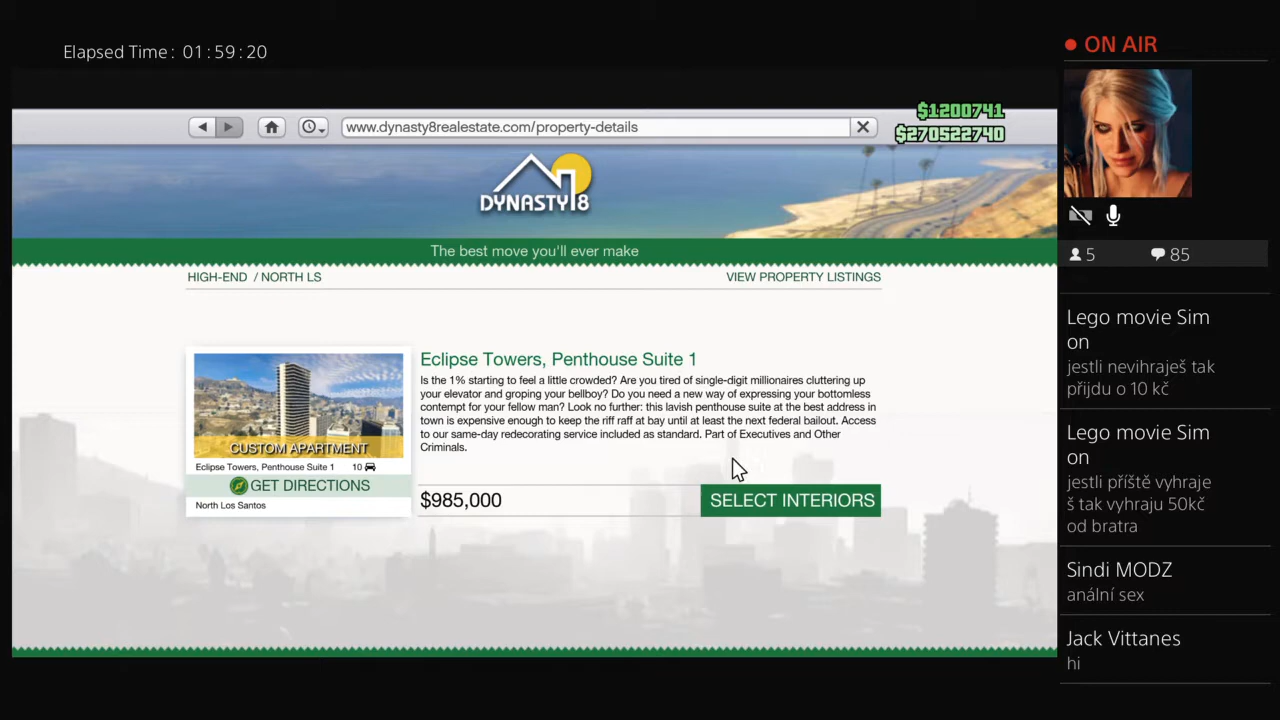 Elapsed Time: 01:59:20
ON AIR
www.dynasty8realestate.com/property-details
$1200741
$270522740
DYNASTY8
The best move you'll ever make
HIGH-END / NORTH LS
VIEW PROPERTY LISTINGS
Eclipse Towers, Penthouse Suite 1
Is the 1% starting to feel a little crowded? Are you tired of single-digit millionaires cluttering up
your elevator and groping your bellboy? Do you need a new way of expressing your bottomless
contempt for your fellow man? Look no further: this lavish penthouse suite at the best address in
town is expensive enough to keep the riff raff at bay until at least the next federal bailout. Access
to our same-day redecorating service included as standard. Part of Executives and Other
Criminals.
CUSTOM APARTMENT
Eclipse Towers, Penthouse Suite 1 10
GET DIRECTIONS
North Los Santos
$985,000
SELECT INTERIORS
5 85
Lego movie Sim
on
jestli nevihraješ tak
přijdu o 10 kč
Lego movie Sim
on
jestli příště vyhraje
š tak vyhraju 50kč
od bratra
Sindi MODZ
anální sex
Jack Vittanes
hi